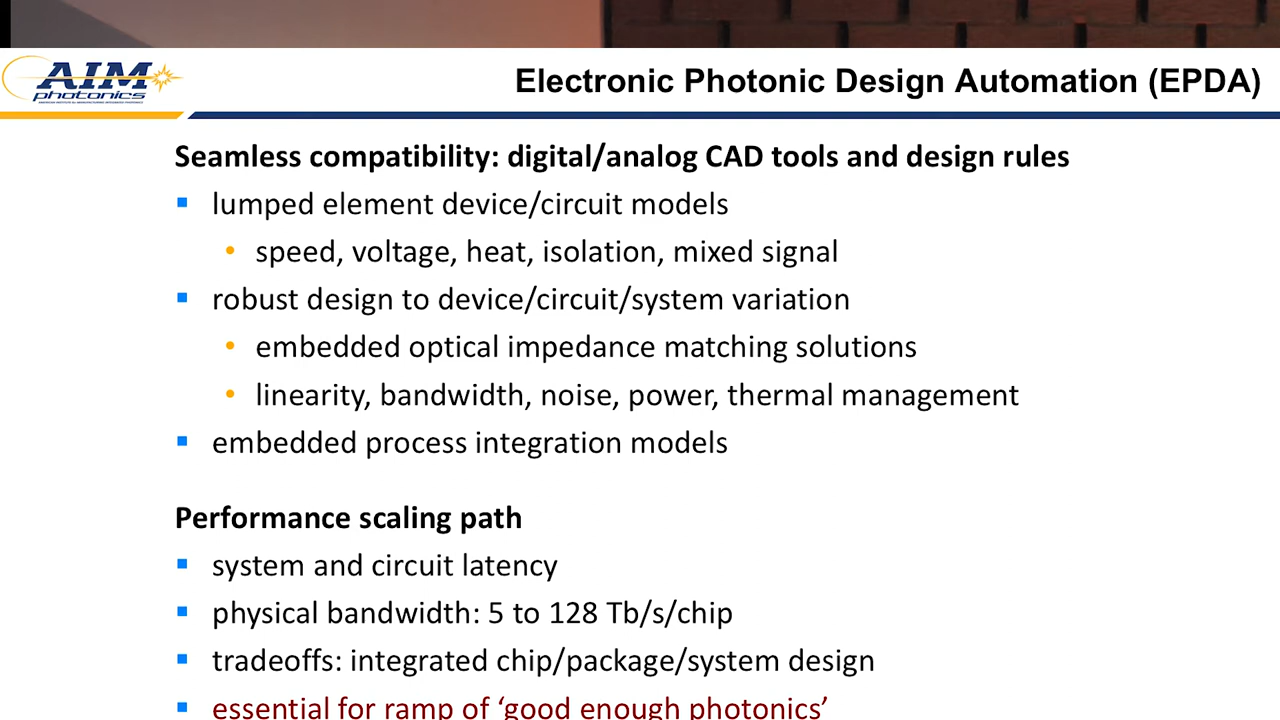 AIM
photonics
Electronic Photonic Design Automation (EPDA)
Seamless compatibility: digital/analog CAD tools and design rules
lumped element device/circuit models
speed, voltage, heat, isolation, mixed signal
robust design to device/circuit/system variation
embedded optical impedance matching solutions
linearity, bandwidth, noise, power, thermal management
embedded process integration models
Performance scaling path
system and circuit latency
physical bandwidth: 5 to 128 Tb/s/chip
tradeoffs: integrated chip/package/system design
essential for ramp of ‘good enough photonics’